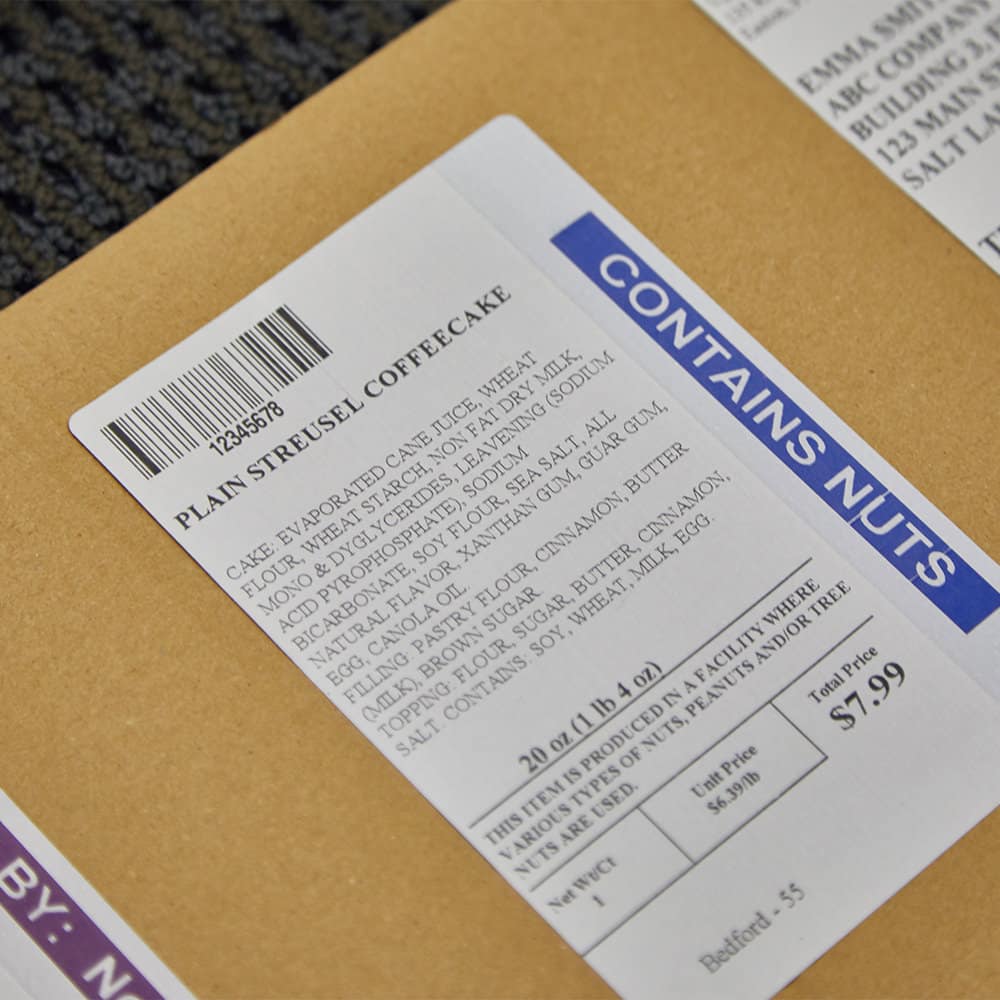 12345678
PLAIN STREUSEL COFFEECAKE
CAKE: EVAPORATED CANE JUICE, WHEAT
FLOUR, WHEAT STARCH, NON FAT DRY MILK,
MONO & DYGLYCERIDES, LEAVENING (SODIUM
ACID PYROPHOSPHATE), SODIUM
BICARBONATE, SOY FLOUR, SEA SALT, ALL
NATURAL FLAVOR, XANTHAN GUM, GUAR GUM,
EGG, CANOLA OIL.
FILLING: PASTRY FLOUR, CINNAMON, BUTTER
(MILK), BROWN SUGAR
TOPPING: FLOUR, SUGAR, BUTTER, CINNAMON,
SALT. CONTAINS: SOY, WHEAT ,MILK, EGG.
20 oz (1 lb 4 oz)
THIS ITEM IS PRODUCED IN A FACILITY WHERE
VARIOUS TYPES OF NUTS, PEANUTS AND/OR TREE
NUTS ARE USED.
Net Wt/Ct
1
Unit Price
$6.39/lb
Total Price
$7.99
Bedford - 55
CONTAINS NUTS
EMMA SMIT
ABC COMPANY
BUILDING 3,
123 MAIN S
SALT LA
BY: NO